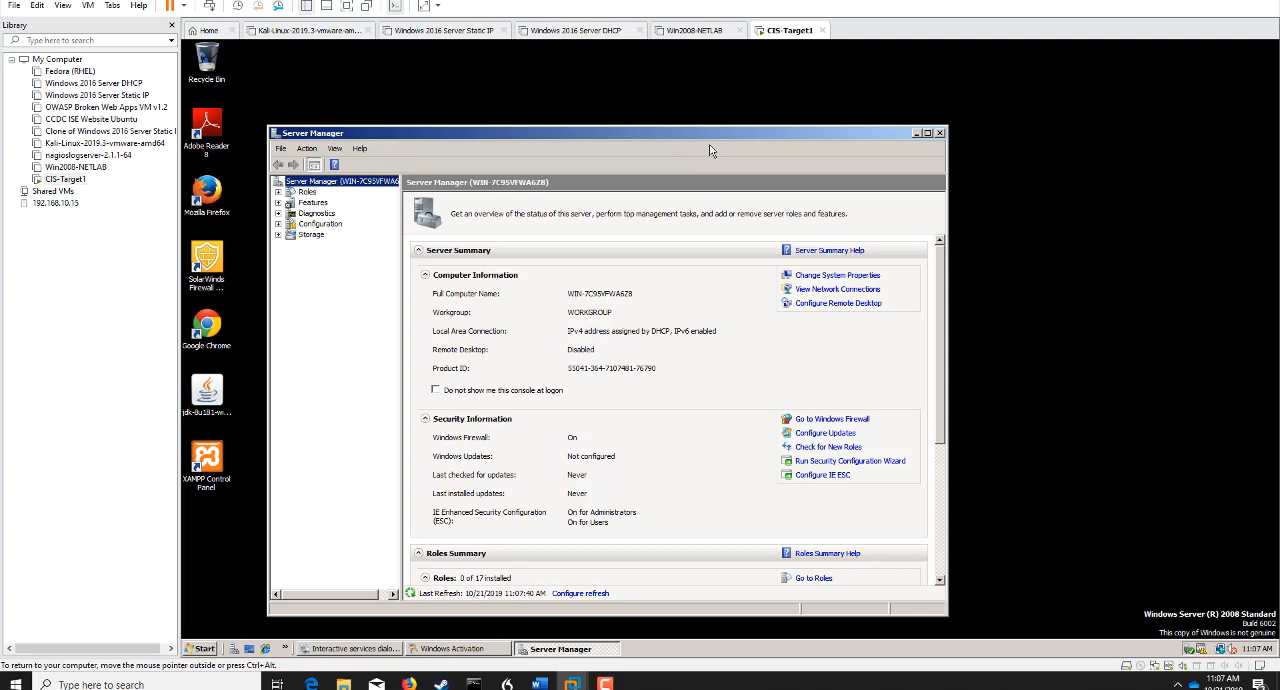 File Edit View VM Tabs Help
Library
Type here to search
My Computer
Fedora (RHEL)
Windows 2016 Server DHCP
Windows 2016 Server Static IP
OWASP Broken Web Apps VM v1.2
CCDC ISE Website Ubuntu
Clone of Windows 2016 Server Static I
Kali-Linux-2019.3-vmware-amd64
nagioslogserver-2.1.1-64
Win2008-NETLAB
CIS-Target1
Shared VMs
192.168.10.15
Home Kali-Linux-2019.3-vmware-am... Windows 2016 Server Static IP Windows 2016 Server DHCP Win2008-NETLAB CIS-Target1
Recycle Bin
Adobe Reader
8
Mozilla Firefox
SolarWinds
Firewall ...
Google Chrome
jdk-8u181-wi...
XAMPP Control
Panel
Server Manager
File Action View Help
Server Manager (WIN-7C95VFWA6
Roles
Features
Diagnostics
Configuration
Storage
Server Manager (WIN-7C95VFWA6Z8)
Get an overview of the status of this server, perform top management tasks, and add or remove server roles and features.
Server Summary
Server Summary Help
Computer Information
Full Computer Name: WIN-7C95VFWA6Z8
Workgroup: WORKGROUP
Local Area Connection: IPv4 address assigned by DHCP, IPv6 enabled
Remote Desktop: Disabled
Product ID: 55041-364-7107481-76790
Do not show me this console at logon
Change System Properties
View Network Connections
Configure Remote Desktop
Security Information
Windows Firewall: On
Windows Updates: Not configured
Last checked for updates: Never
Last installed updates: Never
IE Enhanced Security Configuration
(ESC):
On for Administrators
On for Users
Go to Windows Firewall
Configure Updates
Check for New Roles
Run Security Configuration Wizard
Configure IE ESC
Roles Summary
Roles Summary Help
Roles: 0 of 17 installed
Go to Roles
Last Refresh: 10/21/2019 11:07:40 AM Configure refresh
Windows Server (R) 2008 Standard
Build 6002
This copy of Windows is not genuine
Start
Interactive services dialo...
Windows Activation
Server Manager
11:07 AM
To return to your computer, move the mouse pointer outside or press Ctrl+Alt.
Type here to search
11:07 AM
10/21/2019